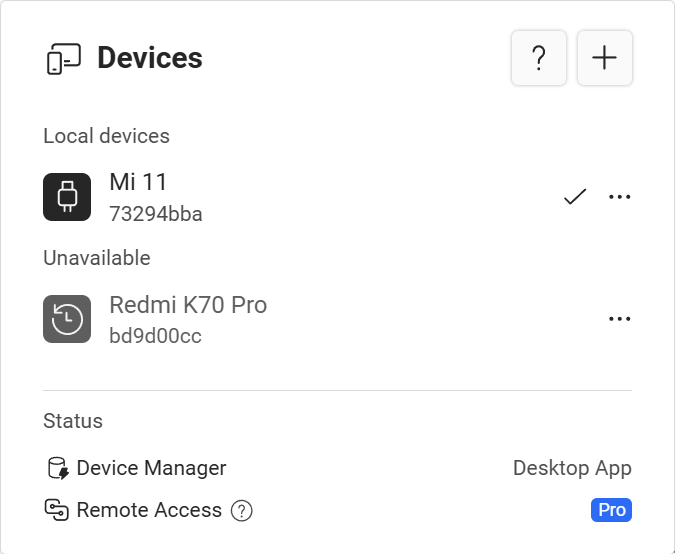 Devices
Local devices
Mi 11
73294bba
Unavailable
Redmi K70 Pro
bd9d00cc
Status
Device Manager Desktop App
Remote Access ? Pro